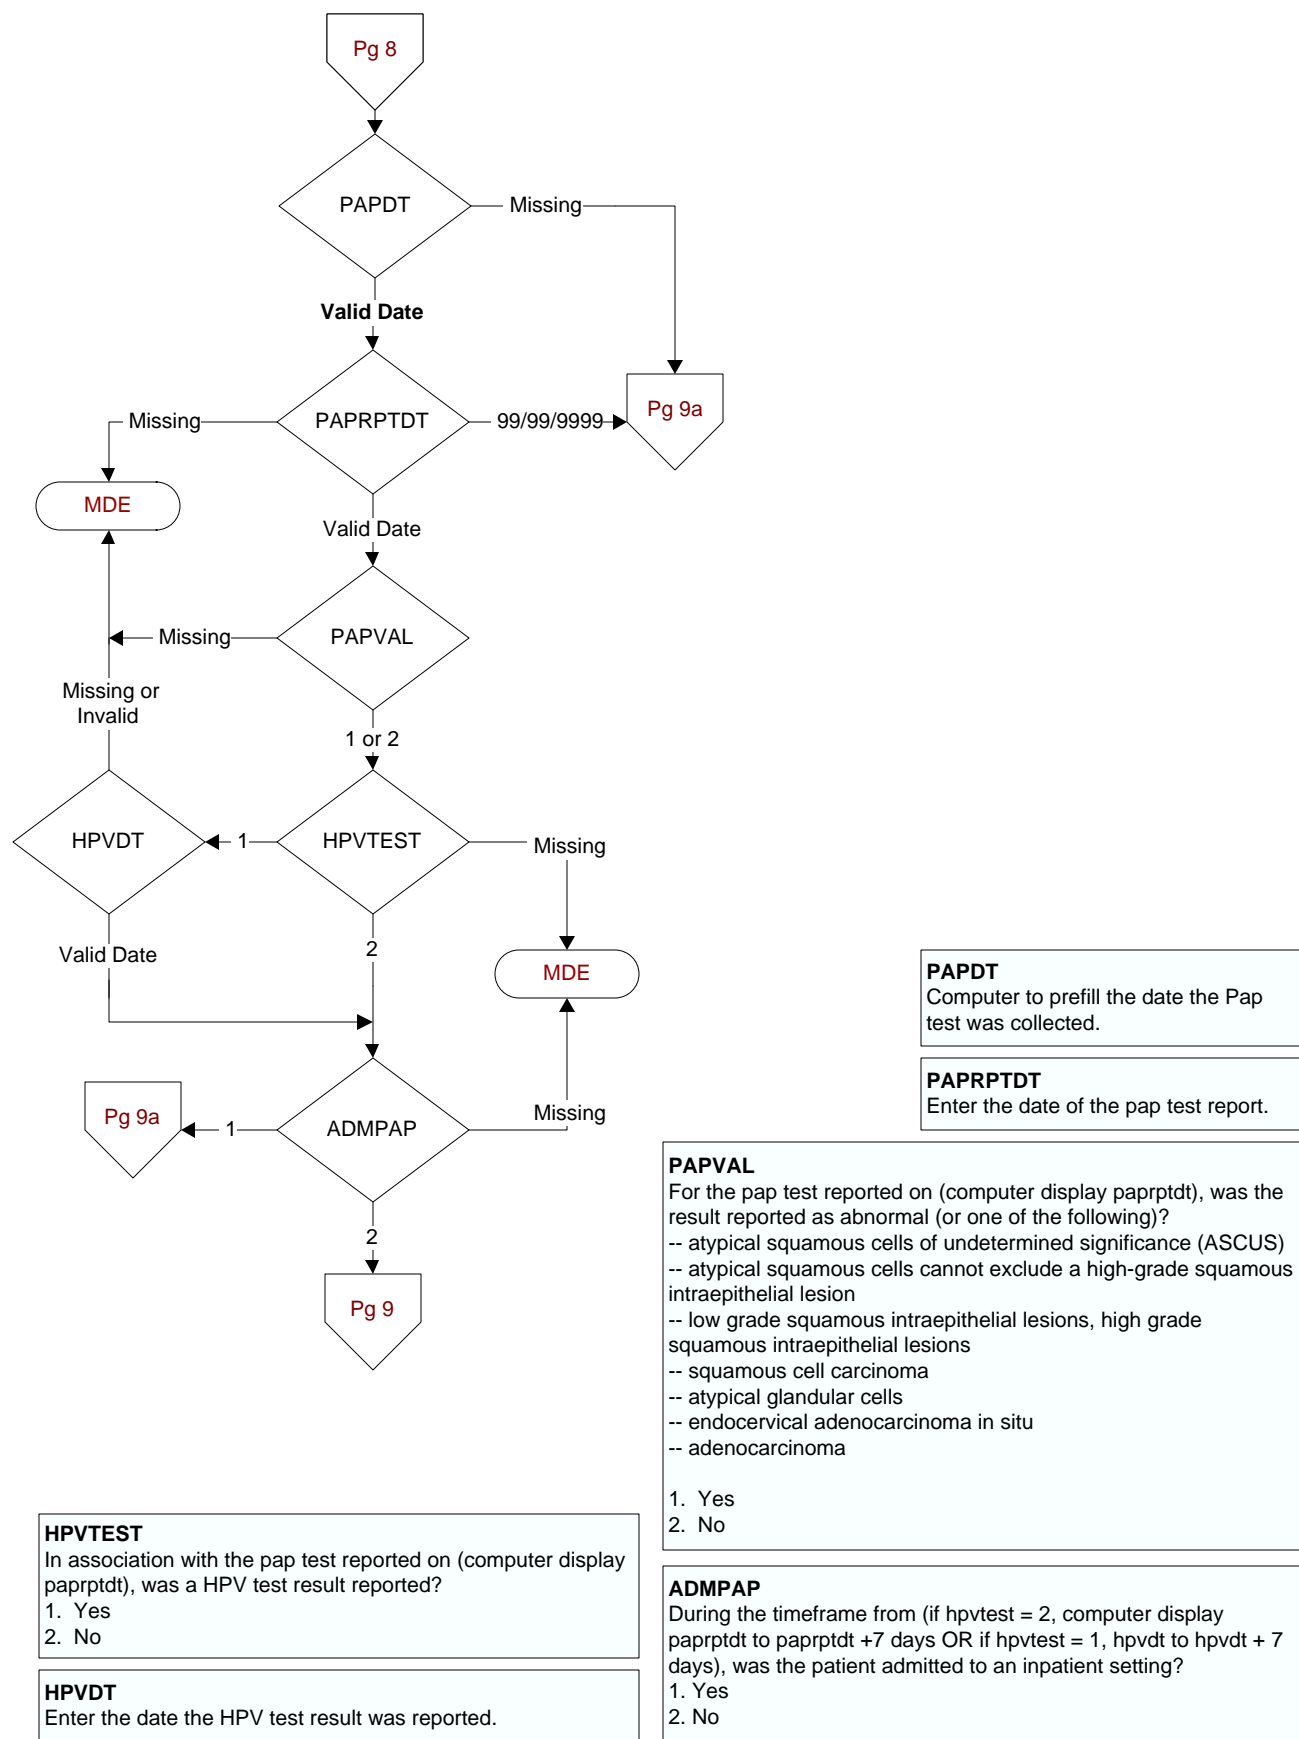 Pg 8
PAPDT
Missing
Valid Date
PAPRPTDT
Missing
99/99/9999
Pg 9a
MDE
Valid Date
PAPVAL
Missing
Missing or
Invalid
1 or 2
HPVDT
1
HPVTEST
Missing
Valid Date
2
MDE
Pg 9a
1
ADMPAP
Missing
2
Pg 9
PAPDT
Computer to prefill the date the Pap
test was collected.
PAPRPTDT
Enter the date of the pap test report.
PAPVAL
For the pap test reported on (computer display paprptdt), was the
result reported as abnormal (or one of the following)?
-- atypical squamous cells of undetermined significance (ASCUS)
-- atypical squamous cells cannot exclude a high-grade squamous
intraepithelial lesion
-- low grade squamous intraepithelial lesions, high grade
squamous intraepithelial lesions
-- squamous cell carcinoma
-- atypical glandular cells
-- endocervical adenocarcinoma in situ
-- adenocarcinoma
1. Yes
2. No
HPVTEST
In association with the pap test reported on (computer display
paprptdt), was a HPV test result reported?
1. Yes
2. No
HPVDT
Enter the date the HPV test result was reported.
ADMPAP
During the timeframe from (if hpvtest = 2, computer display
paprptdt to paprptdt +7 days OR if hpvtest = 1, hpvdt to hpvdt + 7
days), was the patient admitted to an inpatient setting?
1. Yes
2. No